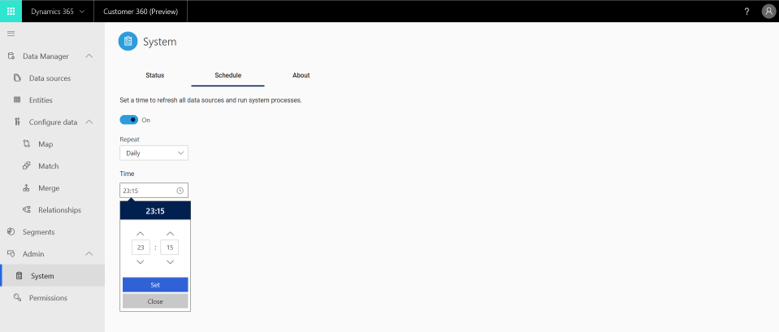 Dynamics 365
Customer 360 (Preview)
?
System
Data Manager
Data sources
Entities
Configure data
Map
Match
Merge
Relationships
Segments
Admin
System
Permissions
Status
Schedule
About
Set a time to refresh all data sources and run system processes.
On
Repeat
Daily
Time
23:15
23:15
23 : 15
Set
Close